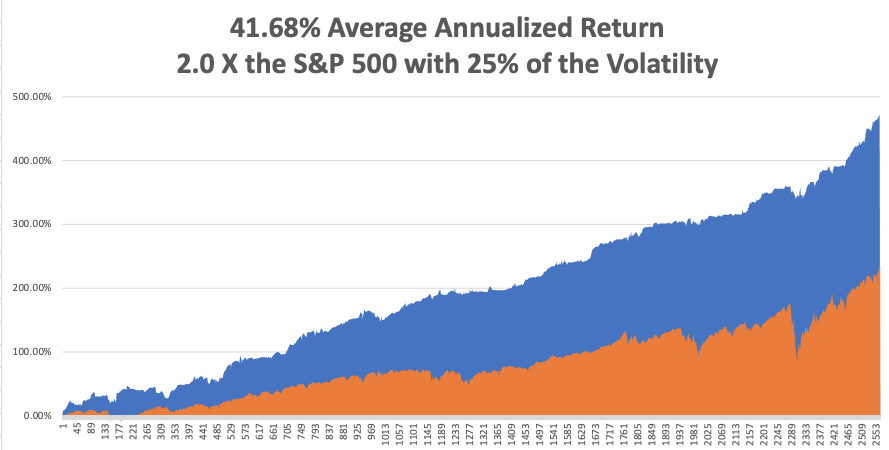 41.68% Average Annualized Return
2.0 X the S&P 500 with 25% of the Volatility
500.00%
400.00%
300.00%
200.00%
100.00%
0.00%
1 45 89 133 177 221 265 309 353 397 441 485 529 573 617 661 705 749 793 837 881 925 969 1013 1057 1101 1145 1189 1233 1277 1321 1365 1409 1453 1497 1541 1585 1629 1673 1717 1761 1805 1849 1893 1937 1981 2025 2069 2113 2157 2201 2245 2289 2333 2377 2421 2465 2509 2553